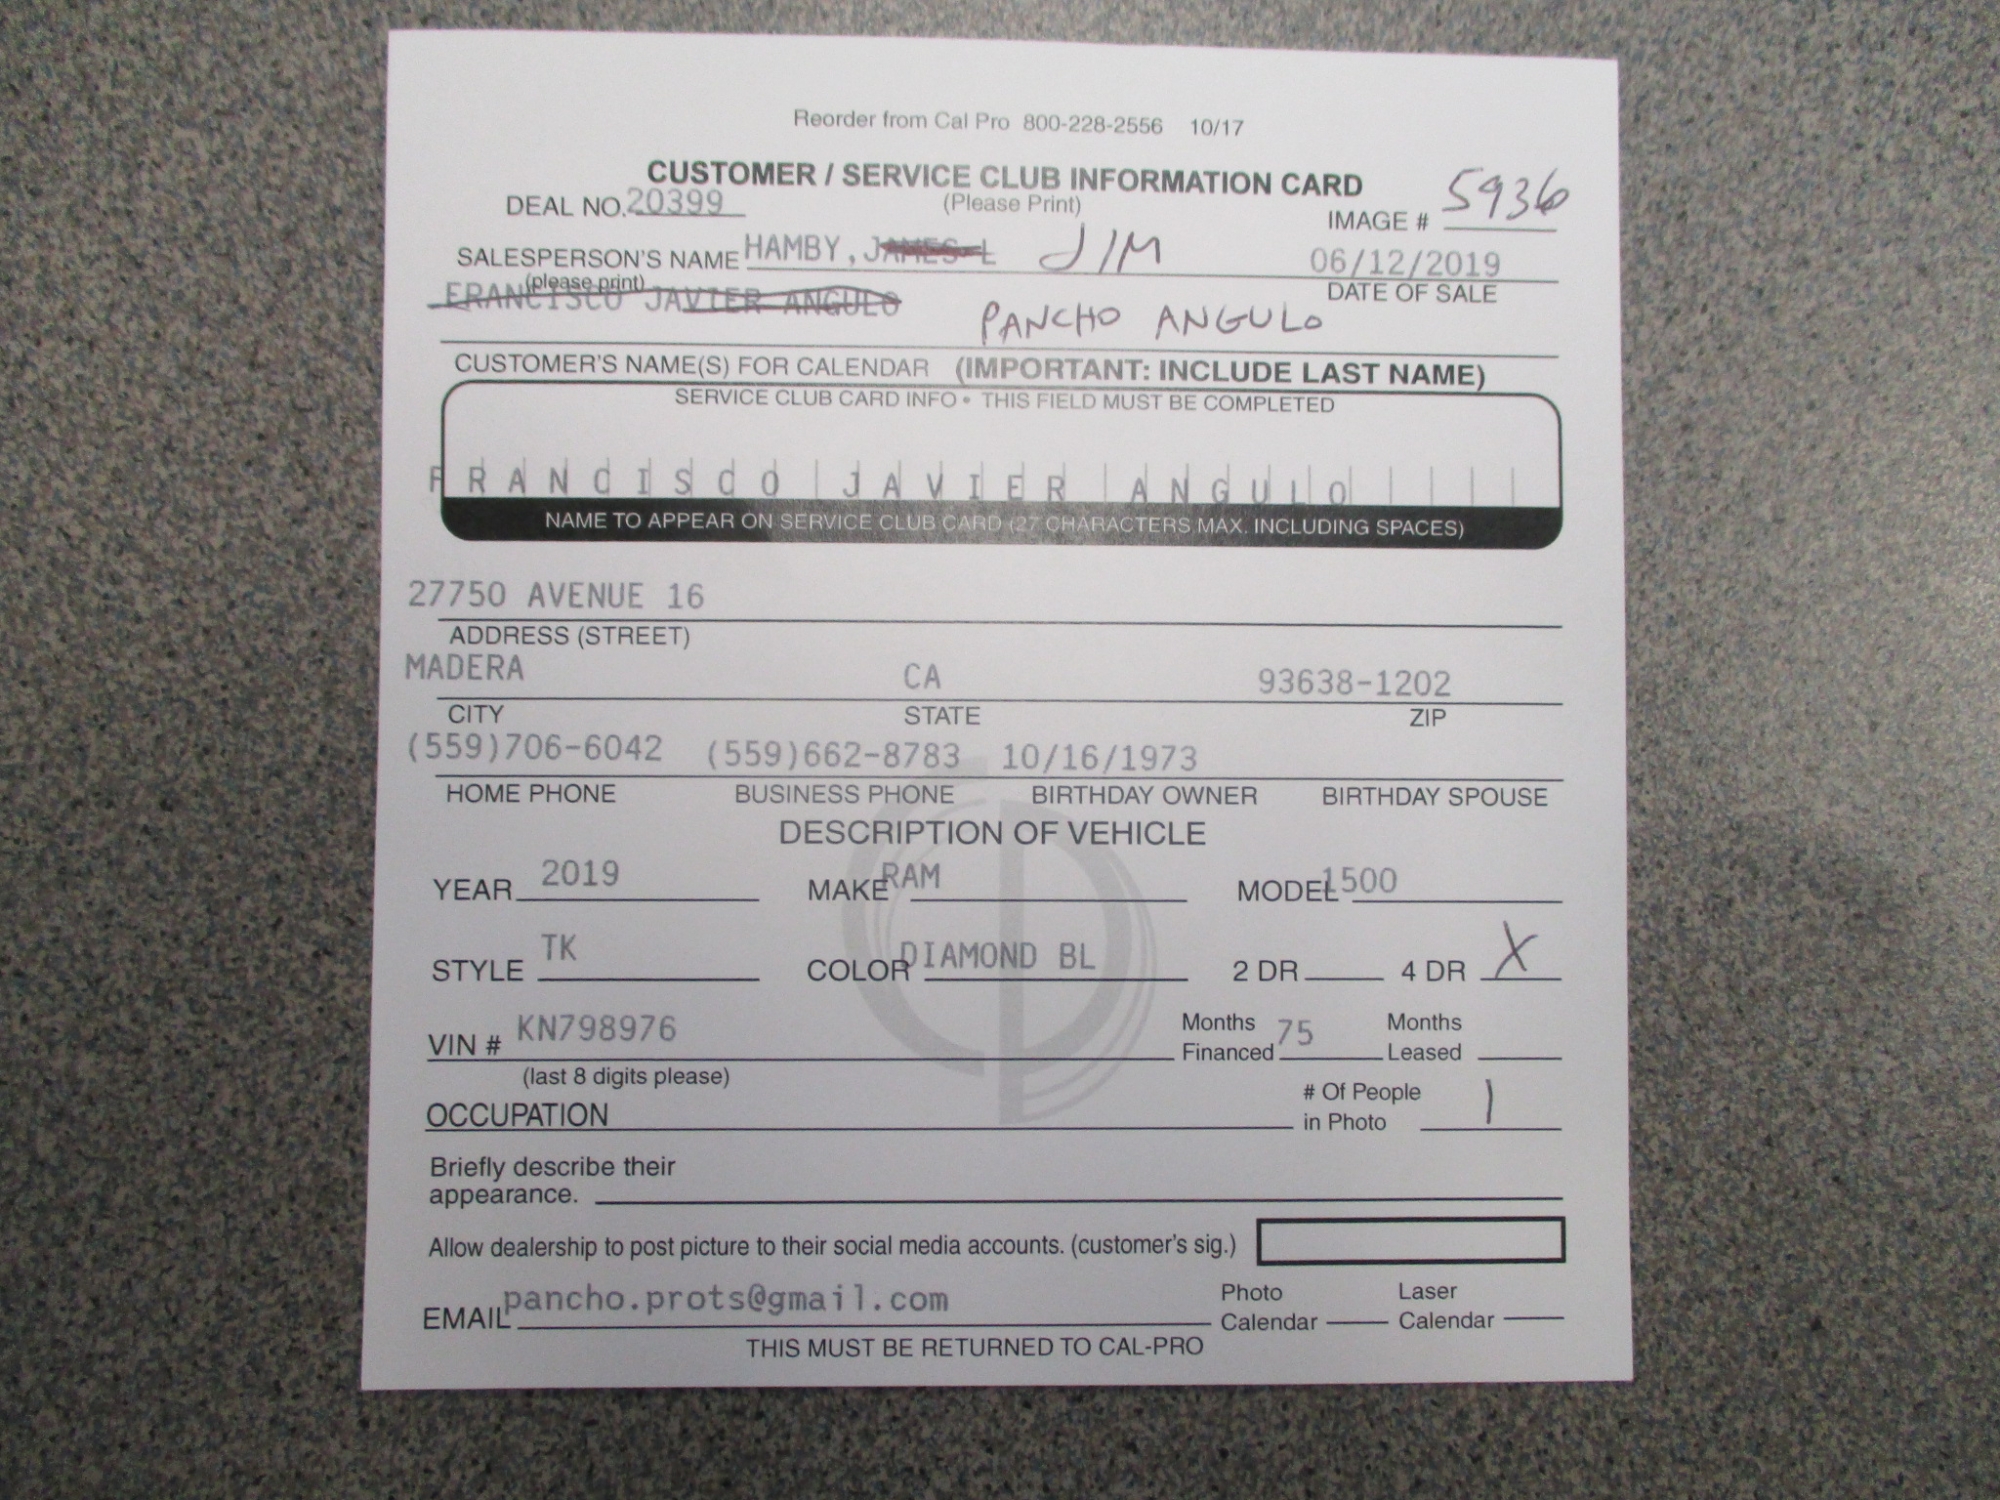 Reorder from Cal Pro 800-228-2556 10/17
CUSTOMER / SERVICE CLUB INFORMATION CARD
(Please Print)
DEAL NO. 20399
IMAGE # 5936
SALESPERSON'S NAME HAMBY, JAMES L JIM
(please print)
06/12/2019
DATE OF SALE
FRANCISCO JAVIER ANGULO PANCHO ANGULO
CUSTOMER'S NAME(S) FOR CALENDAR (IMPORTANT: INCLUDE LAST NAME)
SERVICE CLUB CARD INFO • THIS FIELD MUST BE COMPLETED
FRANCISCO JAVIER ANGULO
NAME TO APPEAR ON SERVICE CLUB CARD (27 CHARACTERS MAX. INCLUDING SPACES)
27750 AVENUE 16
ADDRESS (STREET)
MADERA CA 93638-1202
CITY STATE ZIP
(559)706-6042 (559)662-8783 10/16/1973
HOME PHONE BUSINESS PHONE BIRTHDAY OWNER BIRTHDAY SPOUSE
DESCRIPTION OF VEHICLE
YEAR 2019 MAKE RAM MODEL 1500
STYLE TK COLOR DIAMOND BL 2 DR 4 DR X
VIN # KN798976 Months Financed 75 Months Leased
(last 8 digits please)
OCCUPATION # Of People in Photo 1
Briefly describe their
appearance.
Allow dealership to post picture to their social media accounts. (customer's sig.)
EMAIL pancho.prots@gmail.com Photo Calendar Laser Calendar
THIS MUST BE RETURNED TO CAL-PRO